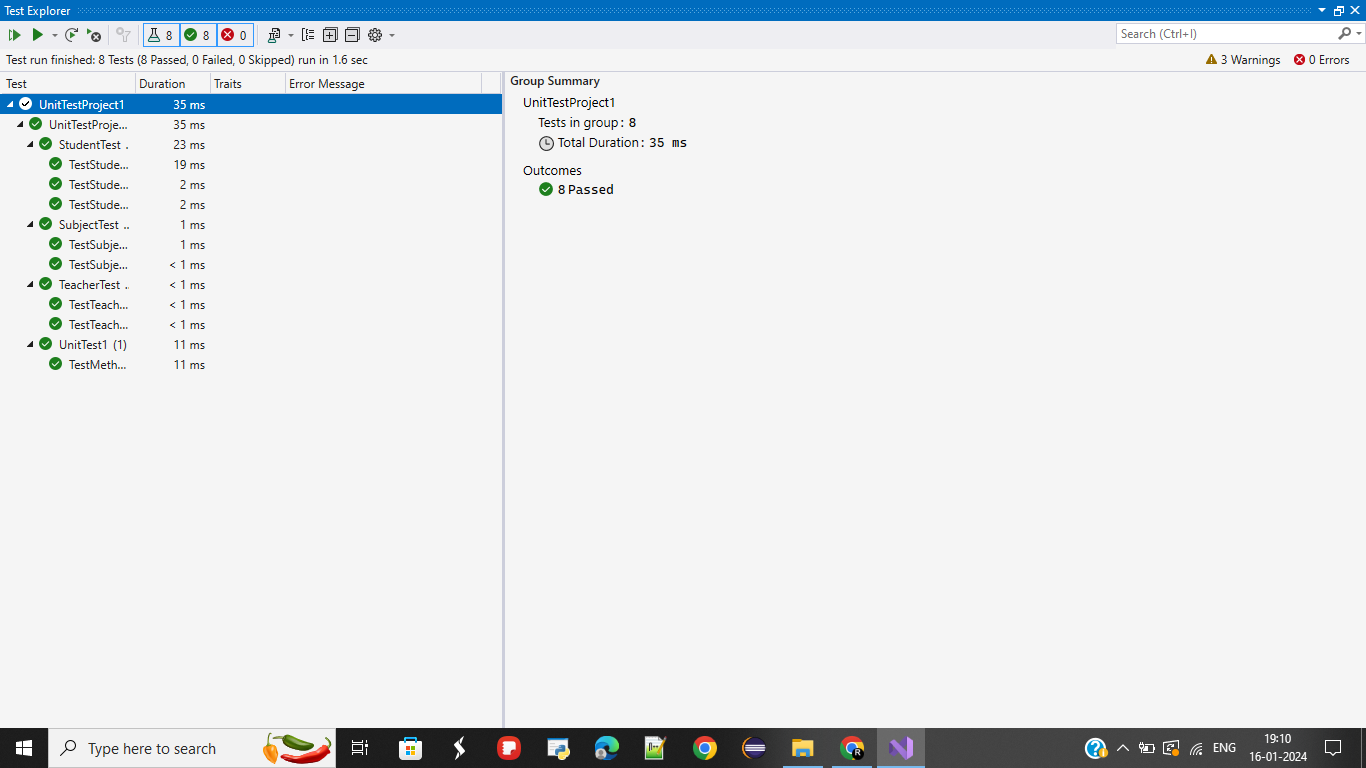 Test Explorer
8 8 0
Search (Ctrl+I)
Test run finished: 8 Tests (8 Passed, 0 Failed, 0 Skipped) run in 1.6 sec
3 Warnings 0 Errors
Test Duration Traits Error Message
UnitTestProject1 35 ms
UnitTestProje... 35 ms
StudentTest . 23 ms
TestStude... 19 ms
TestStude... 2 ms
TestStude... 2 ms
SubjectTest .. 1 ms
TestSubje... 1 ms
TestSubje... < 1 ms
TeacherTest .. < 1 ms
TestTeach... < 1 ms
TestTeach... < 1 ms
UnitTest1 (1) 11 ms
TestMeth... 11 ms
Group Summary
UnitTestProject1
Tests in group: 8
Total Duration: 35 ms
Outcomes
8 Passed
Type here to search
ENG
19:10
16-01-2024